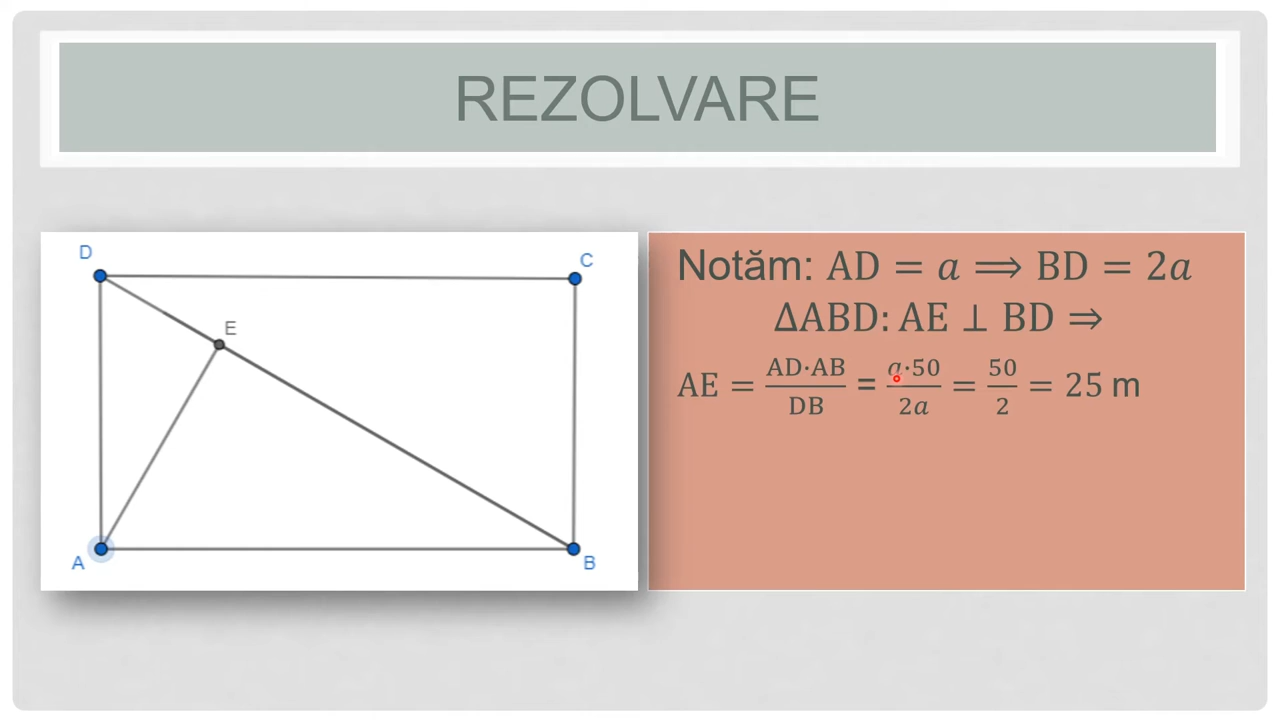 REZOLVARE
D
C
E
A
B
Notăm: AD = a ⟹ BD = 2a
ΔABD: AE ⊥ BD ⇒
AE = AD·AB/DB = a·50/2a = 50/2 = 25 m